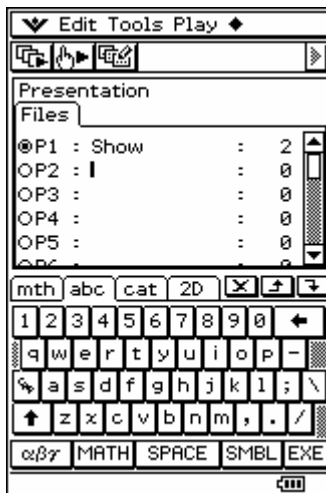 Edit Tools Play ◆
Presentation
Files
P1 : Show : 2
P2 : : 0
P3 : : 0
P4 : : 0
P5 : : 0
mth abc cat 2D
1 2 3 4 5 6 7 8 9 0 ←
q w e r t y u i o p -
a s d f g h j k l ; \
z x c v b n m , . /
αβγ MATH SPACE SMBL EXE